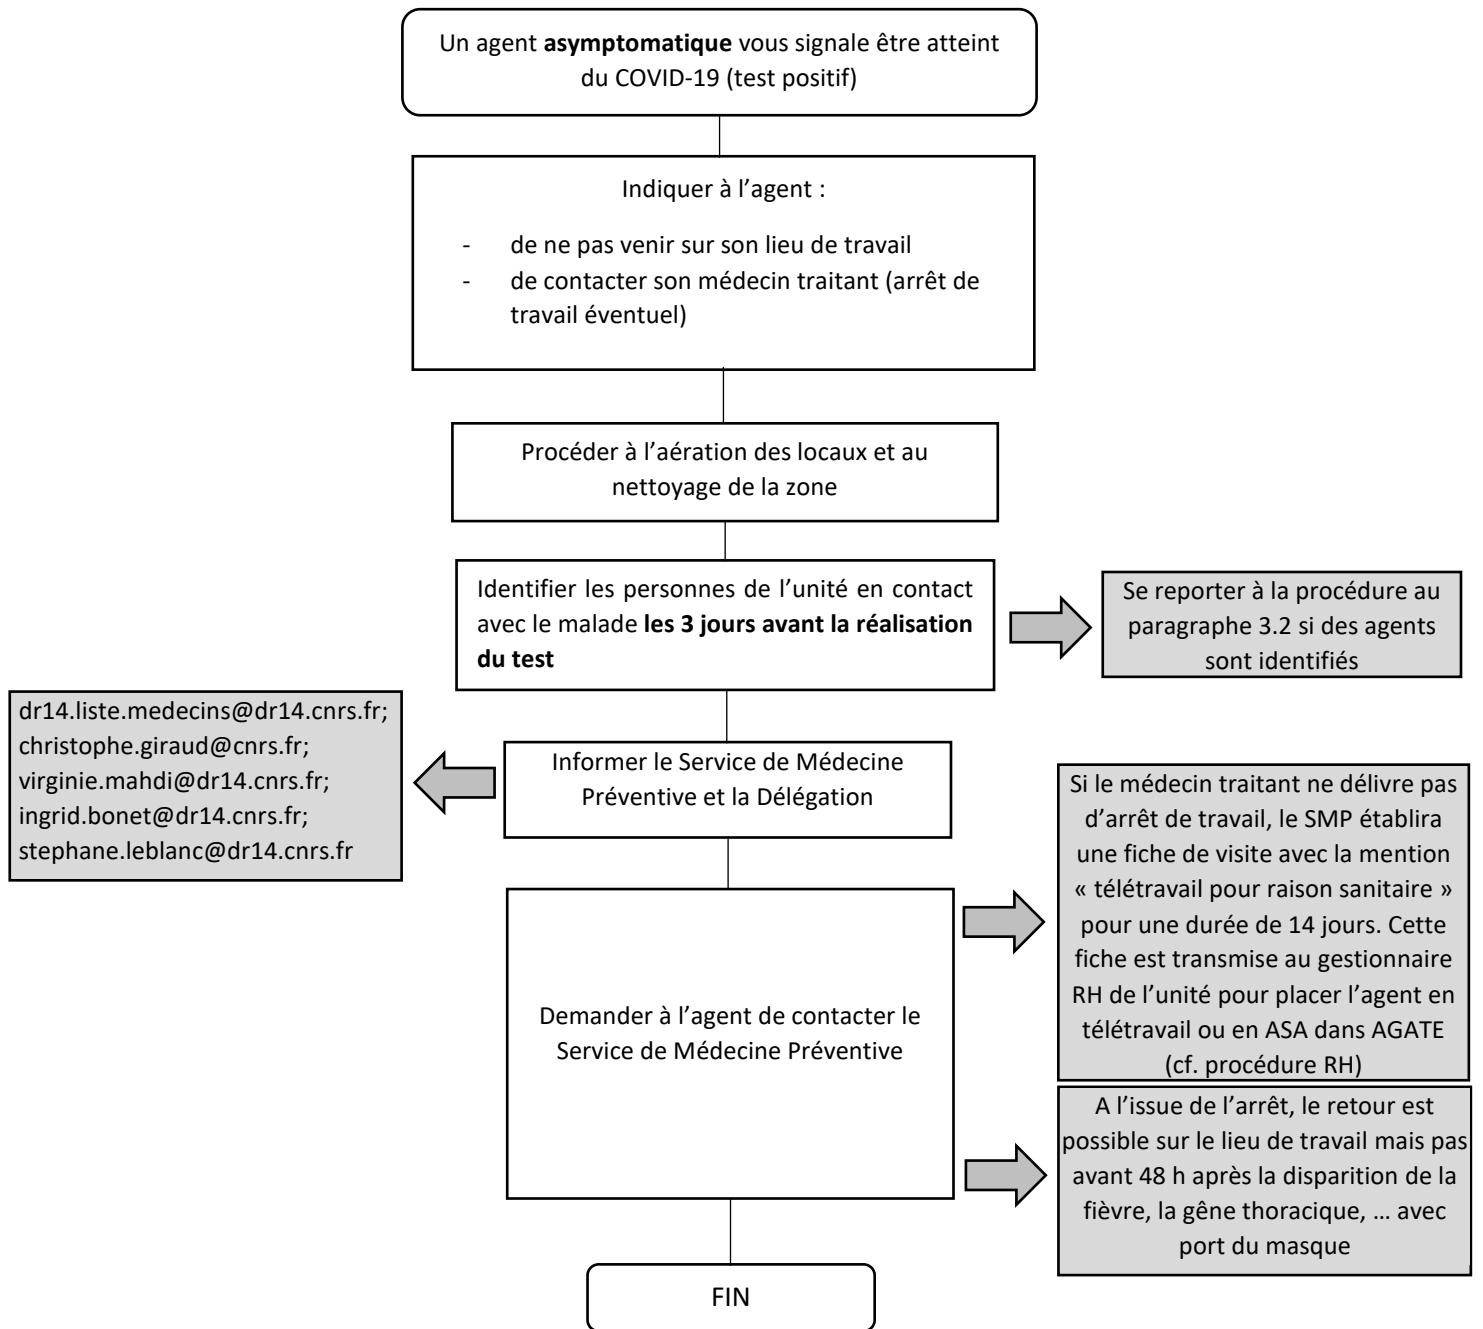 Un agent asymptomatique vous signale être atteint
du COVID-19 (test positif)
Indiquer à l’agent :
- de ne pas venir sur son lieu de travail
- de contacter son médecin traitant (arrêt de
travail éventuel)
Procéder à l’aération des locaux et au
nettoyage de la zone
Identifier les personnes de l’unité en contact
avec le malade les 3 jours avant la réalisation
du test
Se reporter à la procédure au
paragraphe 3.2 si des agents
sont identifiés
Informer le Service de Médecine
Préventive et la Délégation
dr14.liste.medecins@dr14.cnrs.fr;
christophe.giraud@cnrs.fr;
virginie.mahdi@dr14.cnrs.fr;
ingrid.bonet@dr14.cnrs.fr;
stephane.leblanc@dr14.cnrs.fr
Demander à l’agent de contacter le
Service de Médecine Préventive
Si le médecin traitant ne délivre pas
d’arrêt de travail, le SMP établira
une fiche de visite avec la mention
« télétravail pour raison sanitaire »
pour une durée de 14 jours. Cette
fiche est transmise au gestionnaire
RH de l’unité pour placer l’agent en
télétravail ou en ASA dans AGATE
(cf. procédure RH)
A l’issue de l’arrêt, le retour est
possible sur le lieu de travail mais pas
avant 48 h après la disparition de la
fièvre, la gêne thoracique, … avec
port du masque
FIN